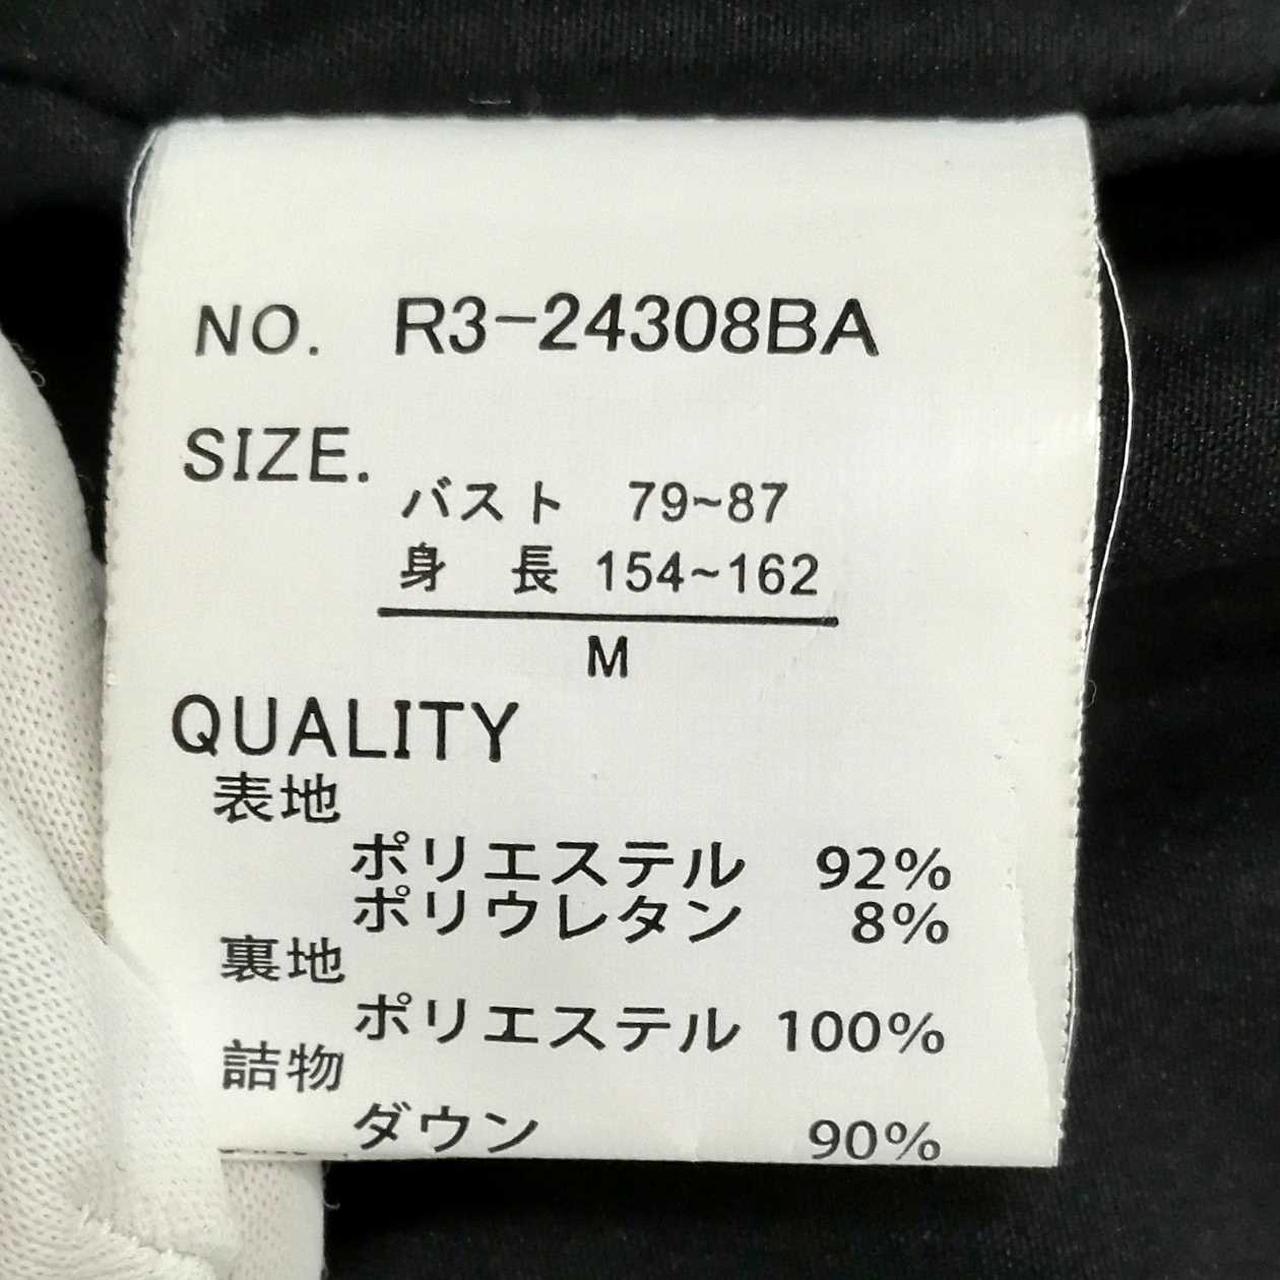 NO. R3-24308BA
SIZE.
バスト 79~87
身 長 154~162
M
QUALITY
表地
ポリエステル 92%
ポリウレタン 8%
裏地
ポリエステル 100%
詰物
ダウン 90%